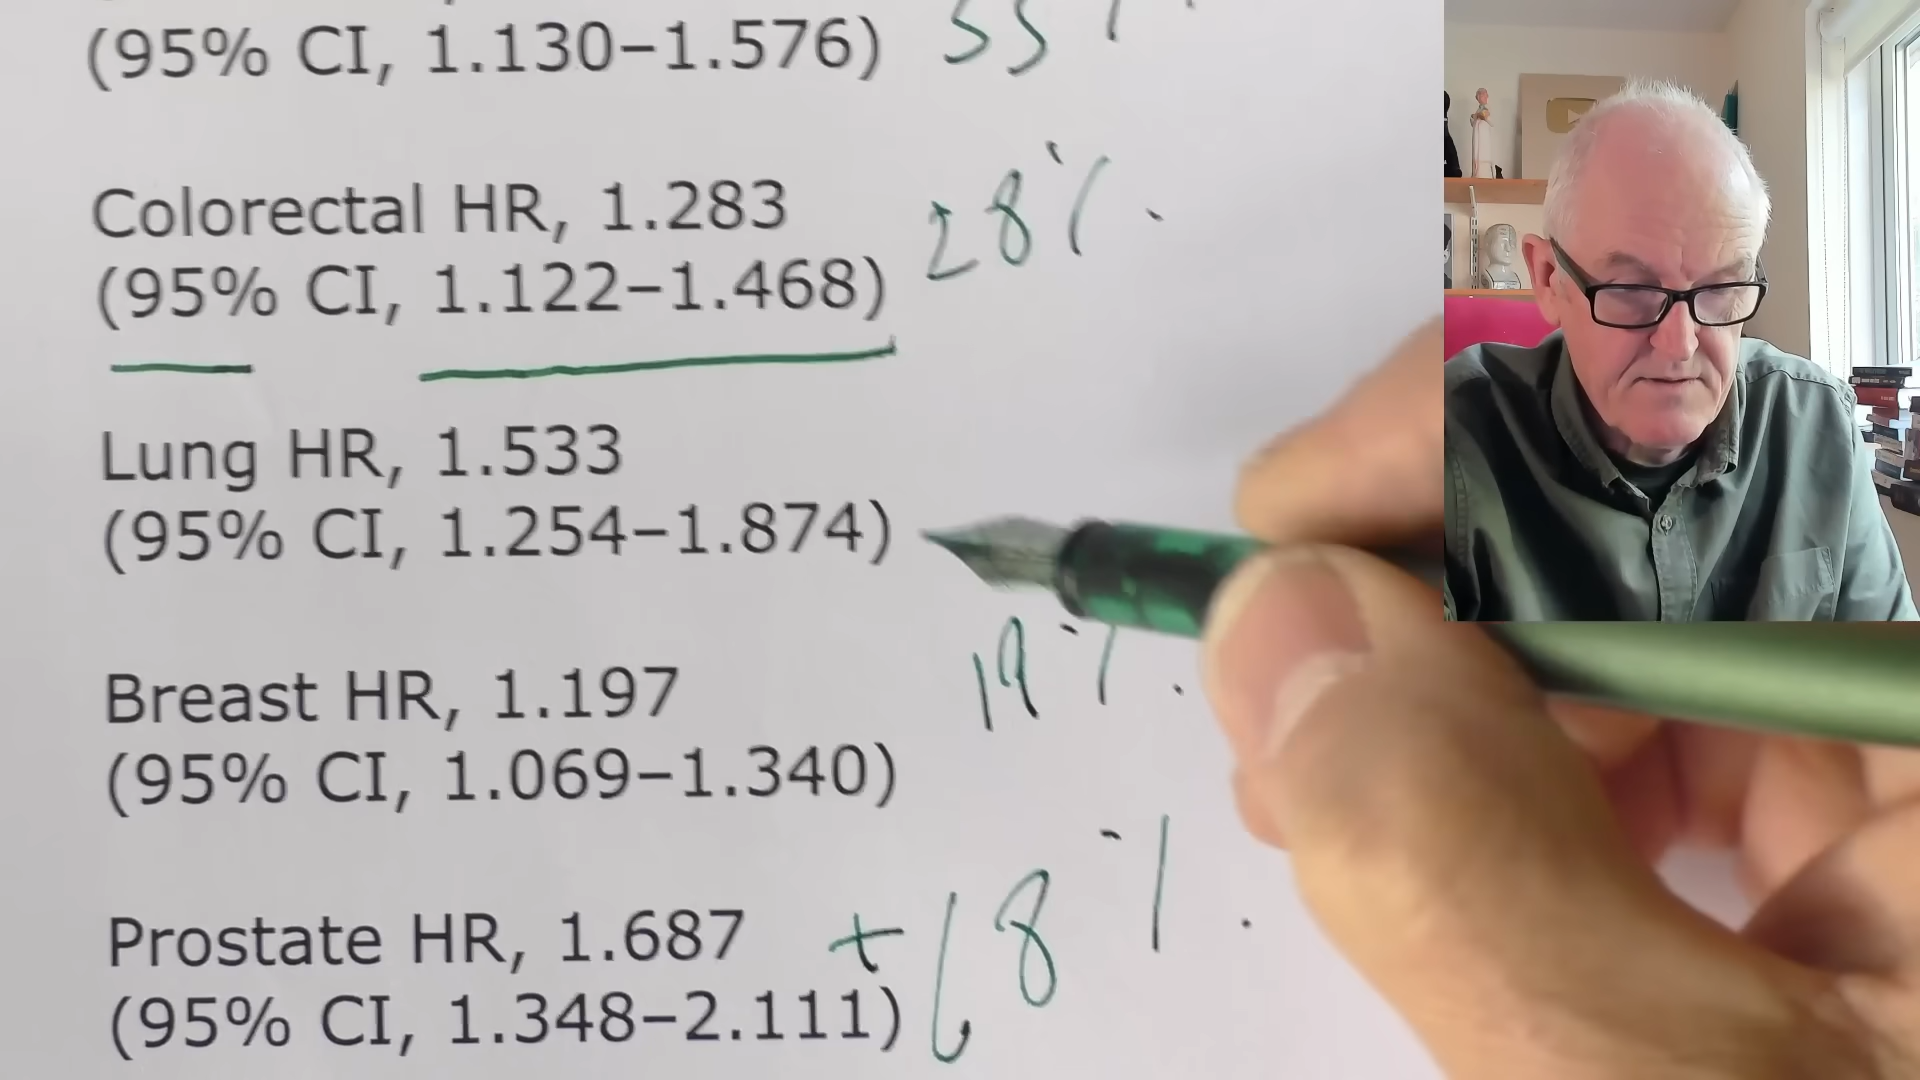 (95% CI, 1.130–1.576)
Colorectal HR, 1.283 28%.
(95% CI, 1.122–1.468)
Lung HR, 1.533
(95% CI, 1.254–1.874)
Breast HR, 1.197 19%.
(95% CI, 1.069–1.340)
Prostate HR, 1.687 +68%.
(95% CI, 1.348–2.111)